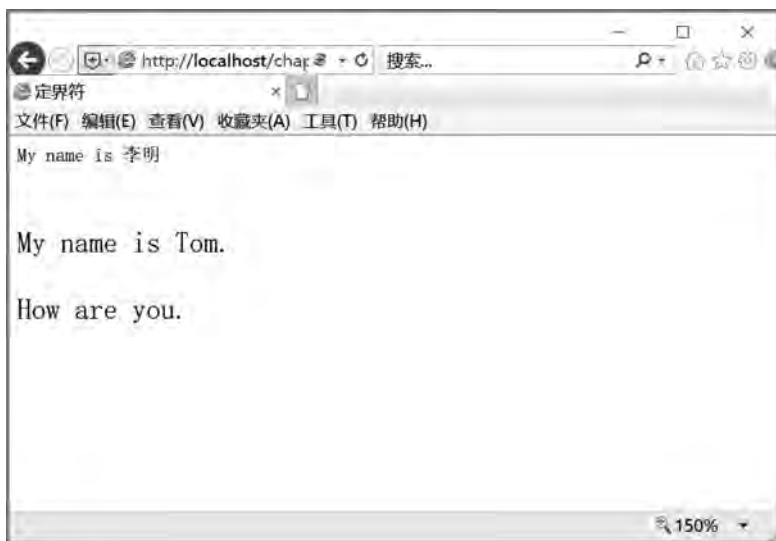 http://localhost/chap 搜索...
定界符
文件(F) 编辑(E) 查看(V) 收藏夹(A) 工具(T) 帮助(H)
My name is 李明
My name is Tom.
How are you.
150%